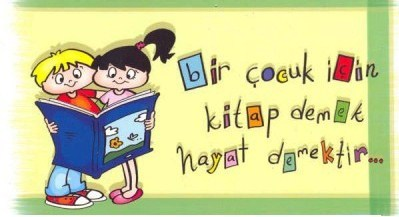 bir çocuk için
kitap demek
hayat demektir...